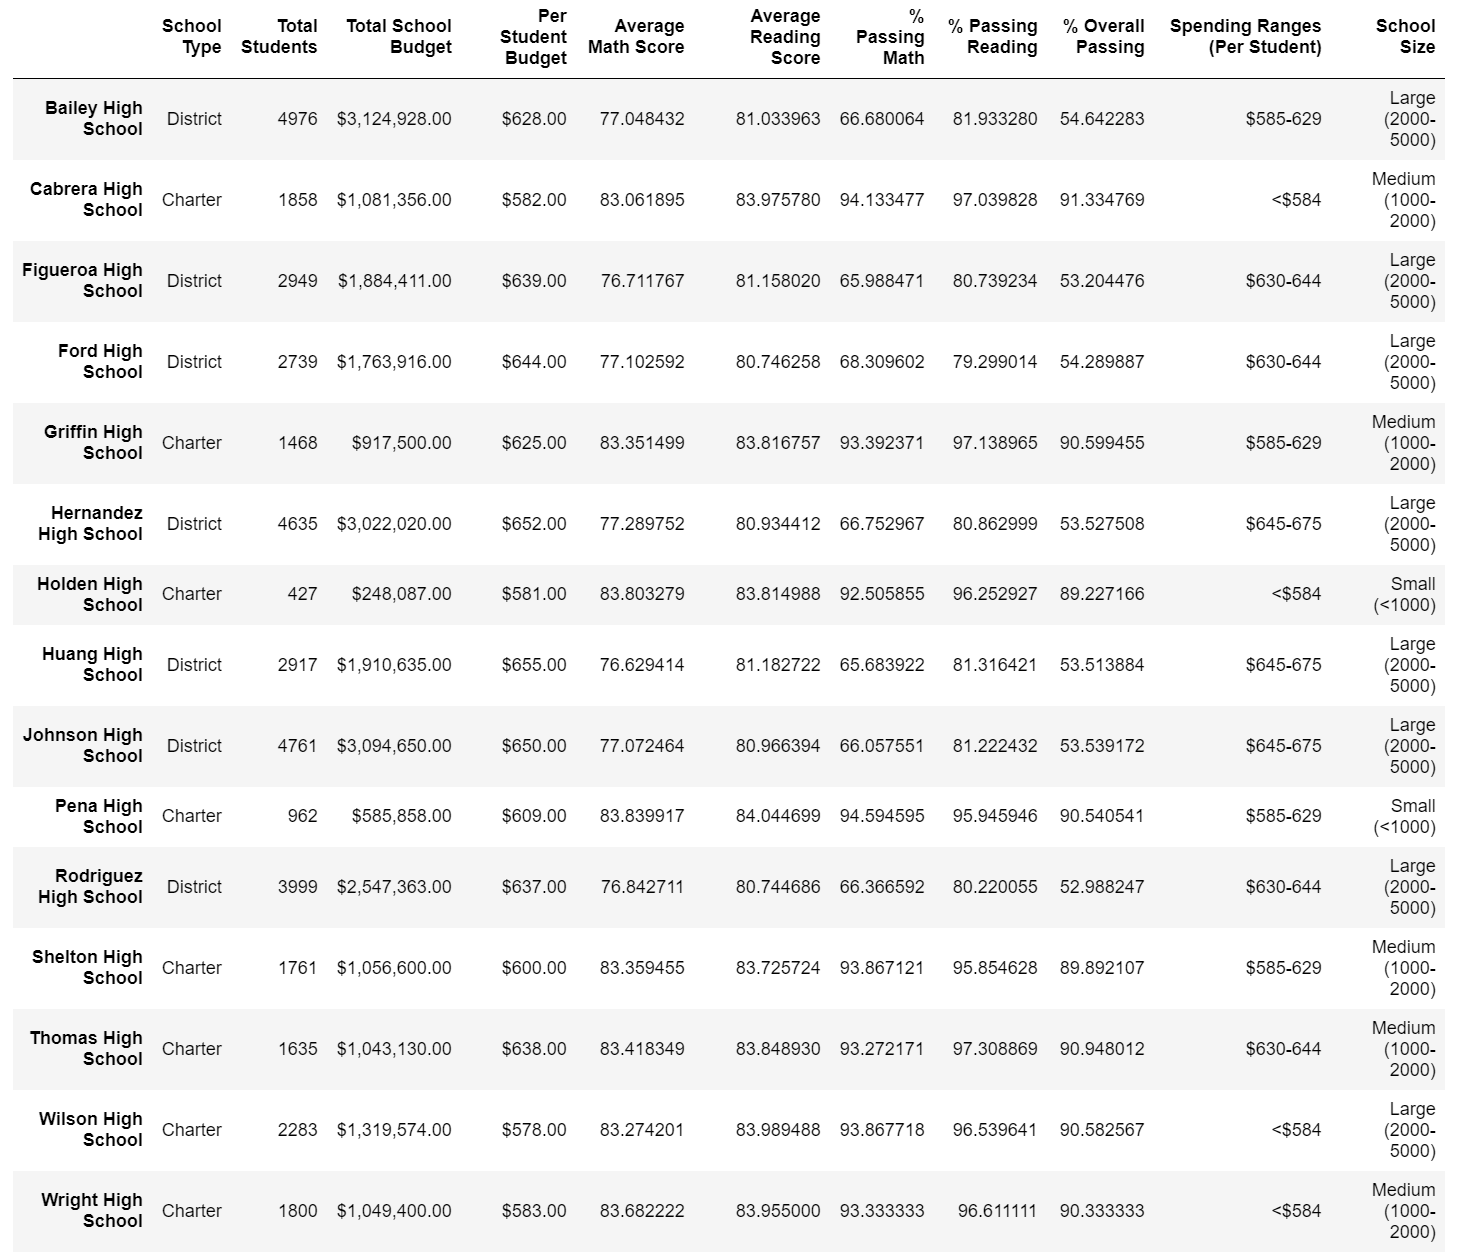 School Type Total Students Total School Budget Per Student Budget Average Math Score Average Reading Score % Passing Math % Passing Reading % Overall Passing Spending Ranges (Per Student) School Size
Bailey High School District 4976 $3,124,928.00 $628.00 77.048432 81.033963 66.680064 81.933280 54.642283 $585-629 Large (2000-5000)
Cabrera High School Charter 1858 $1,081,356.00 $582.00 83.061895 83.975780 94.133477 97.039828 91.334769 <$584 Medium (1000-2000)
Figueroa High School District 2949 $1,884,411.00 $639.00 76.711767 81.158020 65.988471 80.739234 53.204476 $630-644 Large (2000-5000)
Ford High School District 2739 $1,763,916.00 $644.00 77.102592 80.746258 68.309602 79.299014 54.289887 $630-644 Large (2000-5000)
Griffin High School Charter 1468 $917,500.00 $625.00 83.351499 83.816757 93.392371 97.138965 90.599455 $585-629 Medium (1000-2000)
Hernandez High School District 4635 $3,022,020.00 $652.00 77.289752 80.934412 66.752967 80.862999 53.527508 $645-675 Large (2000-5000)
Holden High School Charter 427 $248,087.00 $581.00 83.803279 83.814988 92.505855 96.252927 89.227166 <$584 Small (<1000)
Huang High School District 2917 $1,910,635.00 $655.00 76.629414 81.182722 65.683922 81.316421 53.513884 $645-675 Large (2000-5000)
Johnson High School District 4761 $3,094,650.00 $650.00 77.072464 80.966394 66.057551 81.222432 53.539172 $645-675 Large (2000-5000)
Pena High School Charter 962 $585,858.00 $609.00 83.839917 84.044699 94.594595 95.945946 90.540541 $585-629 Small (<1000)
Rodriguez High School District 3999 $2,547,363.00 $637.00 76.842711 80.744686 66.366592 80.220055 52.988247 $630-644 Large (2000-5000)
Shelton High School Charter 1761 $1,056,600.00 $600.00 83.359455 83.725724 93.867121 95.854628 89.892107 $585-629 Medium (1000-2000)
Thomas High School Charter 1635 $1,043,130.00 $638.00 83.418349 83.848930 93.272171 97.308869 90.948012 $630-644 Medium (1000-2000)
Wilson High School Charter 2283 $1,319,574.00 $578.00 83.274201 83.989488 93.867718 96.539641 90.582567 <$584 Large (2000-5000)
Wright High School Charter 1800 $1,049,400.00 $583.00 83.682222 83.955000 93.333333 96.611111 90.333333 <$584 Medium (1000-2000)